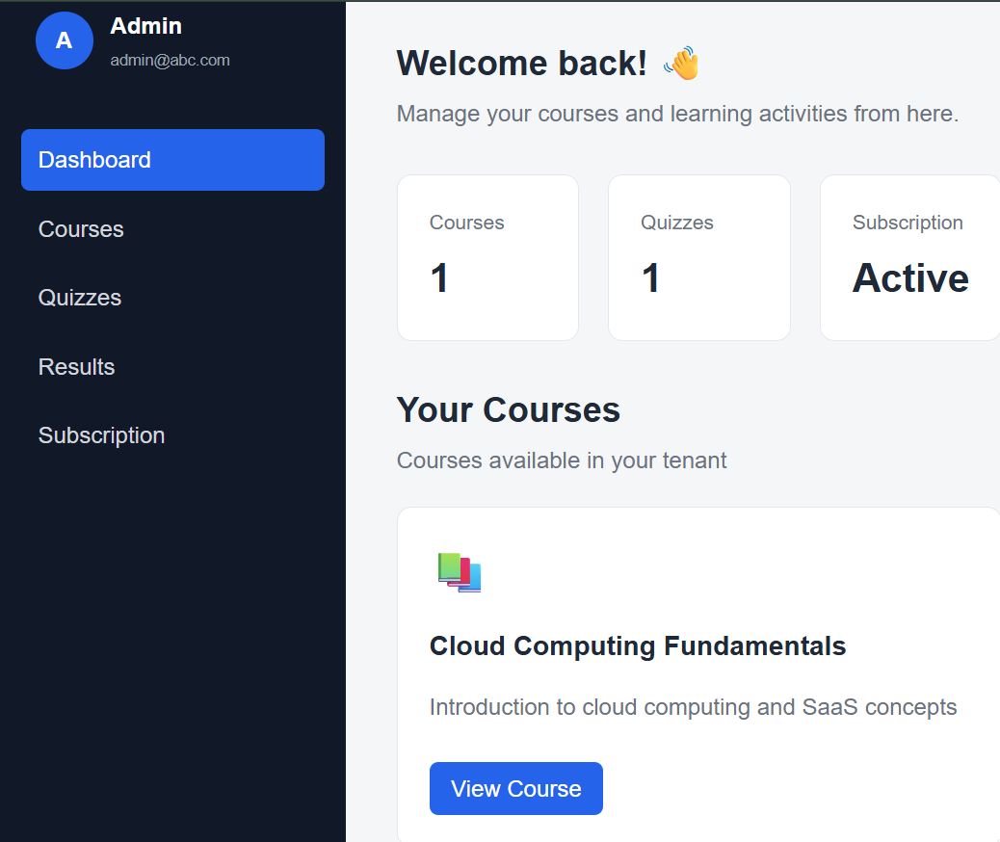 A
Admin
admin@abc.com
Dashboard
Courses
Quizzes
Results
Subscription
Welcome back! 👋
Manage your courses and learning activities from here.
Courses
1
Quizzes
1
Subscription
Active
Your Courses
Courses available in your tenant
Cloud Computing Fundamentals
Introduction to cloud computing and SaaS concepts
View Course